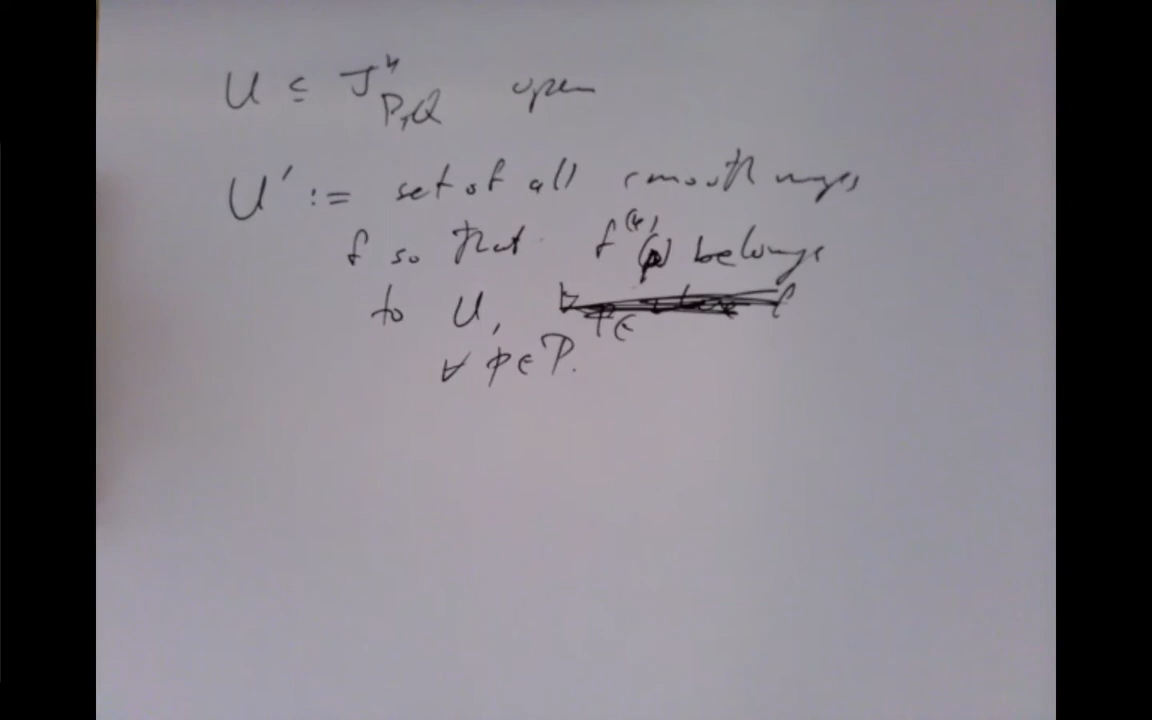 U ⊆ J^k_{P,Q} open
U' := set of all smooth maps
f so that f^{(k)}(p) belongs
to U,
∀ p ∈ P.